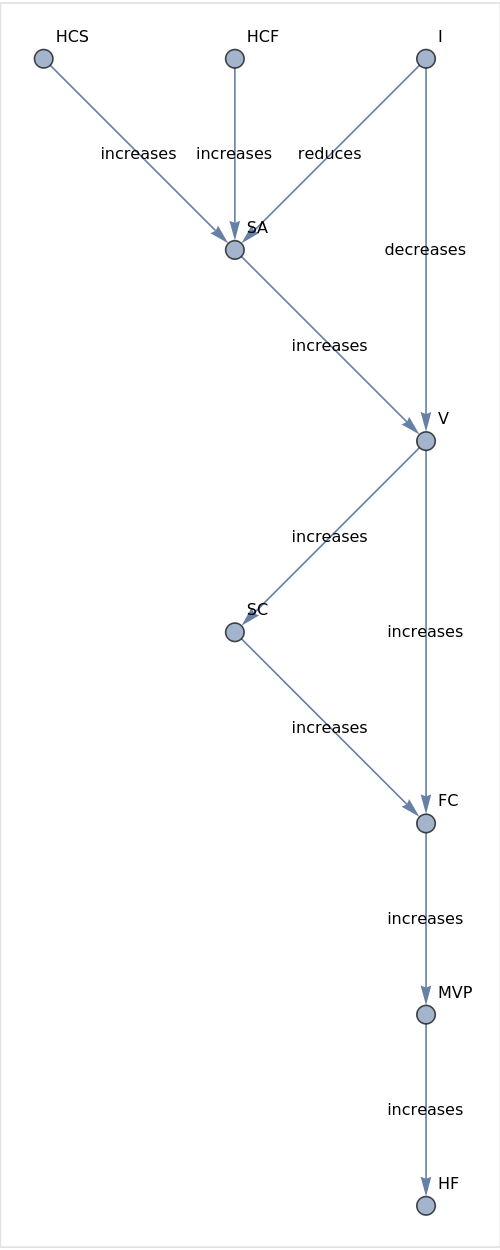 HCS
HCF
I
increases
increases
reduces
SA
decreases
increases
V
increases
SC
increases
increases
FC
increases
MVP
increases
HF